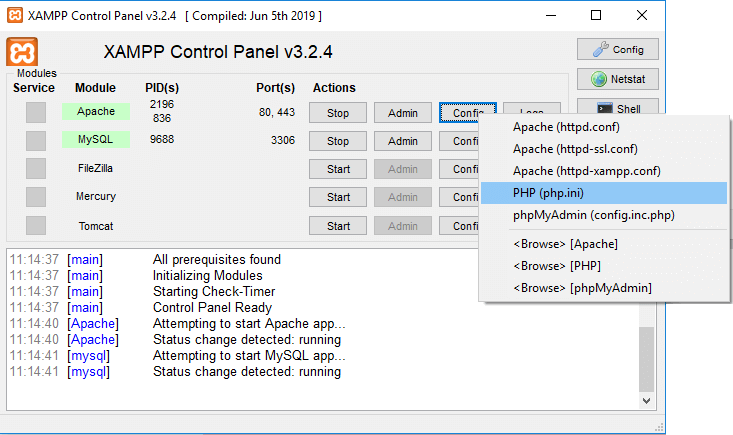 XAMPP Control Panel v3.2.4 [ Compiled: Jun 5th 2019 ]
XAMPP Control Panel v3.2.4
Config
Modules
Service Module PID(s) Port(s) Actions
Netstat
Apache 2196 836 80, 443 Stop Admin Config Logs
Shell
MySQL 9688 3306 Stop Admin Config
FileZilla Start Admin Config
Mercury Start Admin Config
Tomcat Start Admin Config
Apache (httpd.conf)
Apache (httpd-ssl.conf)
Apache (httpd-xampp.conf)
PHP (php.ini)
phpMyAdmin (config.inc.php)
<Browse> [Apache]
<Browse> [PHP]
<Browse> [phpMyAdmin]
11:14:37 [main] All prerequisites found
11:14:37 [main] Initializing Modules
11:14:37 [main] Starting Check-Timer
11:14:37 [main] Control Panel Ready
11:14:40 [Apache] Attempting to start Apache app...
11:14:40 [Apache] Status change detected: running
11:14:41 [mysql] Attempting to start MySQL app...
11:14:41 [mysql] Status change detected: running